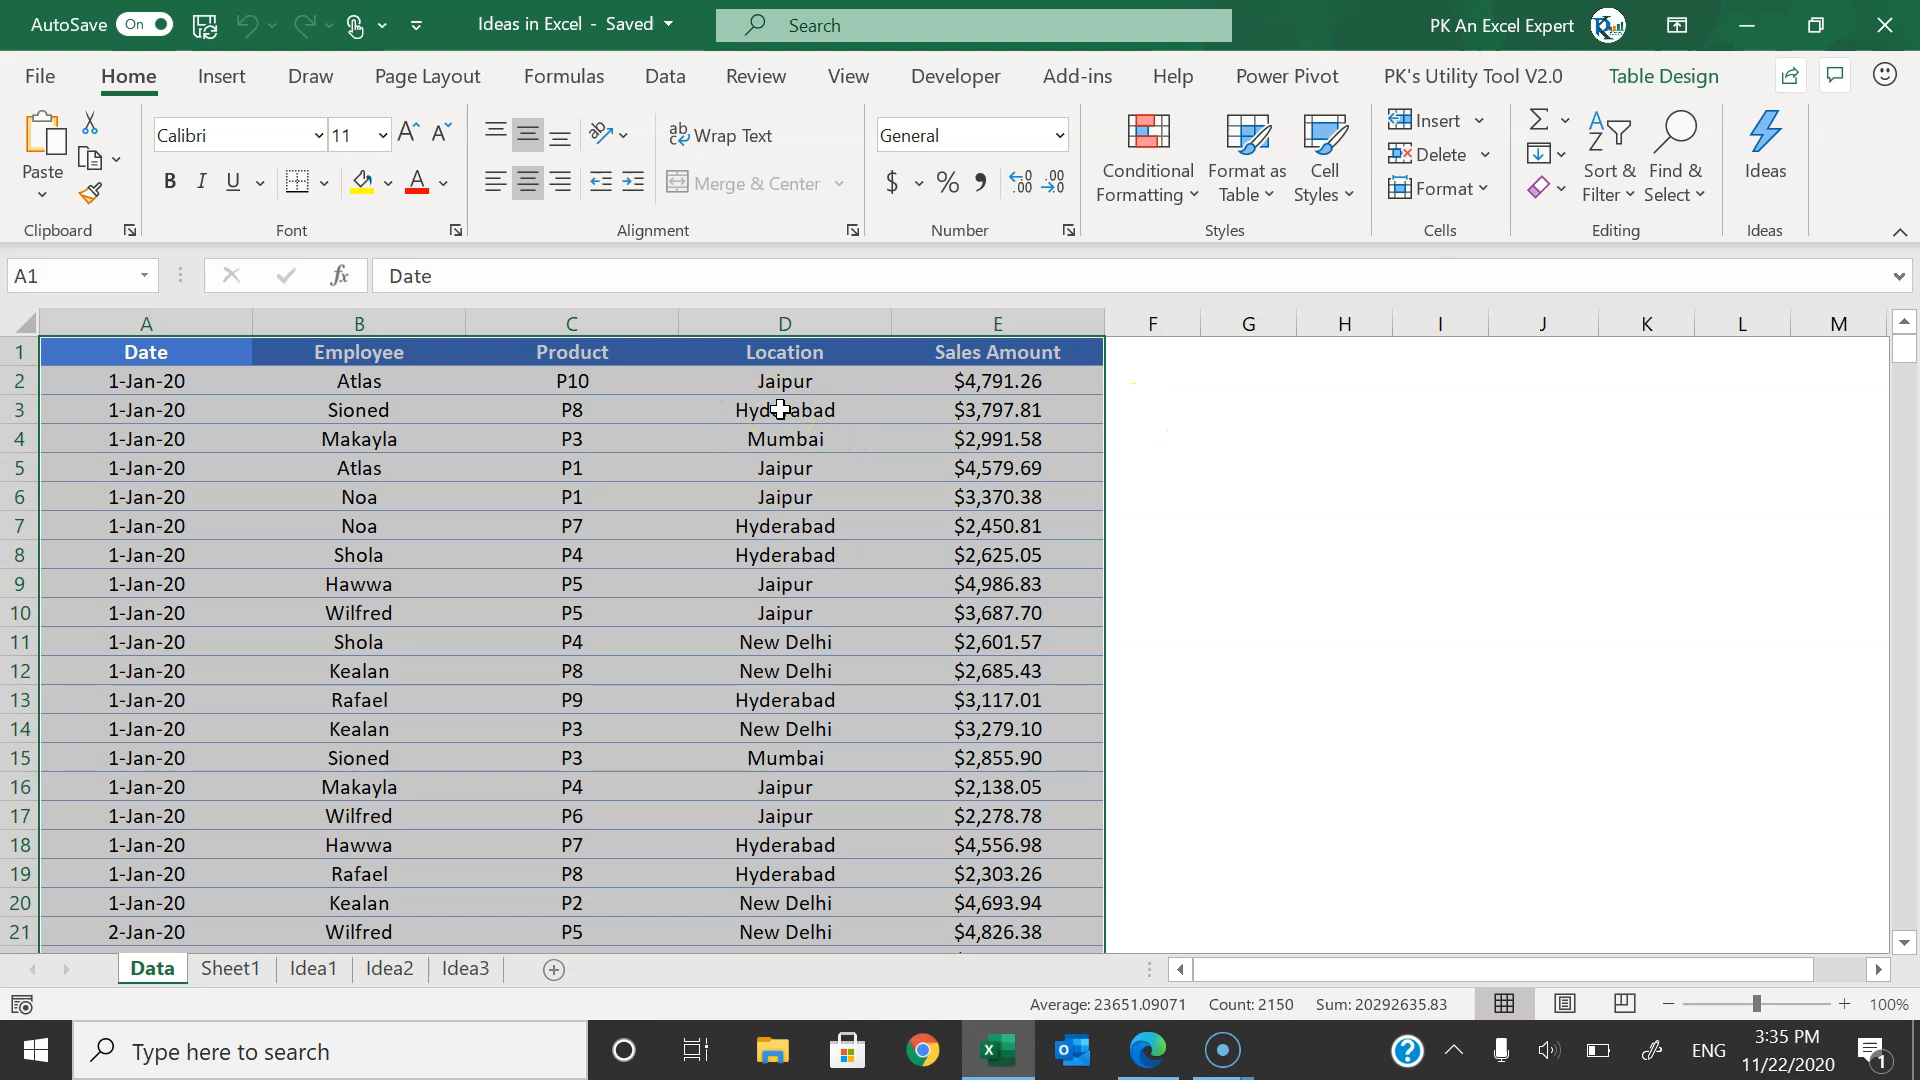 AutoSave On Ideas in Excel - Saved Search PK An Excel Expert
File Home Insert Draw Page Layout Formulas Data Review View Developer Add-ins Help Power Pivot PK's Utility Tool V2.0 Table Design
Paste
Clipboard
Calibri 11
B I U
Font
Wrap Text
Merge & Center
Alignment
General
$ % 9
Number
Conditional Formatting
Format as Table
Cell Styles
Styles
Insert
Delete
Format
Cells
Sort & Filter
Find & Select
Editing
Ideas
Ideas
A1 fx Date
A B C D E F G H I J K L M
1 Date Employee Product Location Sales Amount
2 1-Jan-20 Atlas P10 Jaipur $4,791.26
3 1-Jan-20 Sioned P8 Hyderabad $3,797.81
4 1-Jan-20 Makayla P3 Mumbai $2,991.58
5 1-Jan-20 Atlas P1 Jaipur $4,579.69
6 1-Jan-20 Noa P1 Jaipur $3,370.38
7 1-Jan-20 Noa P7 Hyderabad $2,450.81
8 1-Jan-20 Shola P4 Hyderabad $2,625.05
9 1-Jan-20 Hawwa P5 Jaipur $4,986.83
10 1-Jan-20 Wilfred P5 Jaipur $3,687.70
11 1-Jan-20 Shola P4 New Delhi $2,601.57
12 1-Jan-20 Kealan P8 New Delhi $2,685.43
13 1-Jan-20 Rafael P9 Hyderabad $3,117.01
14 1-Jan-20 Kealan P3 New Delhi $3,279.10
15 1-Jan-20 Sioned P3 Mumbai $2,855.90
16 1-Jan-20 Makayla P4 Jaipur $2,138.05
17 1-Jan-20 Wilfred P6 Jaipur $2,278.78
18 1-Jan-20 Hawwa P7 Hyderabad $4,556.98
19 1-Jan-20 Rafael P8 Hyderabad $2,303.26
20 1-Jan-20 Kealan P2 New Delhi $4,693.94
21 2-Jan-20 Wilfred P5 New Delhi $4,826.38
Data Sheet1 Idea1 Idea2 Idea3
Average: 23651.09071 Count: 2150 Sum: 20292635.83 100%
Type here to search ENG 3:35 PM
11/22/2020 1